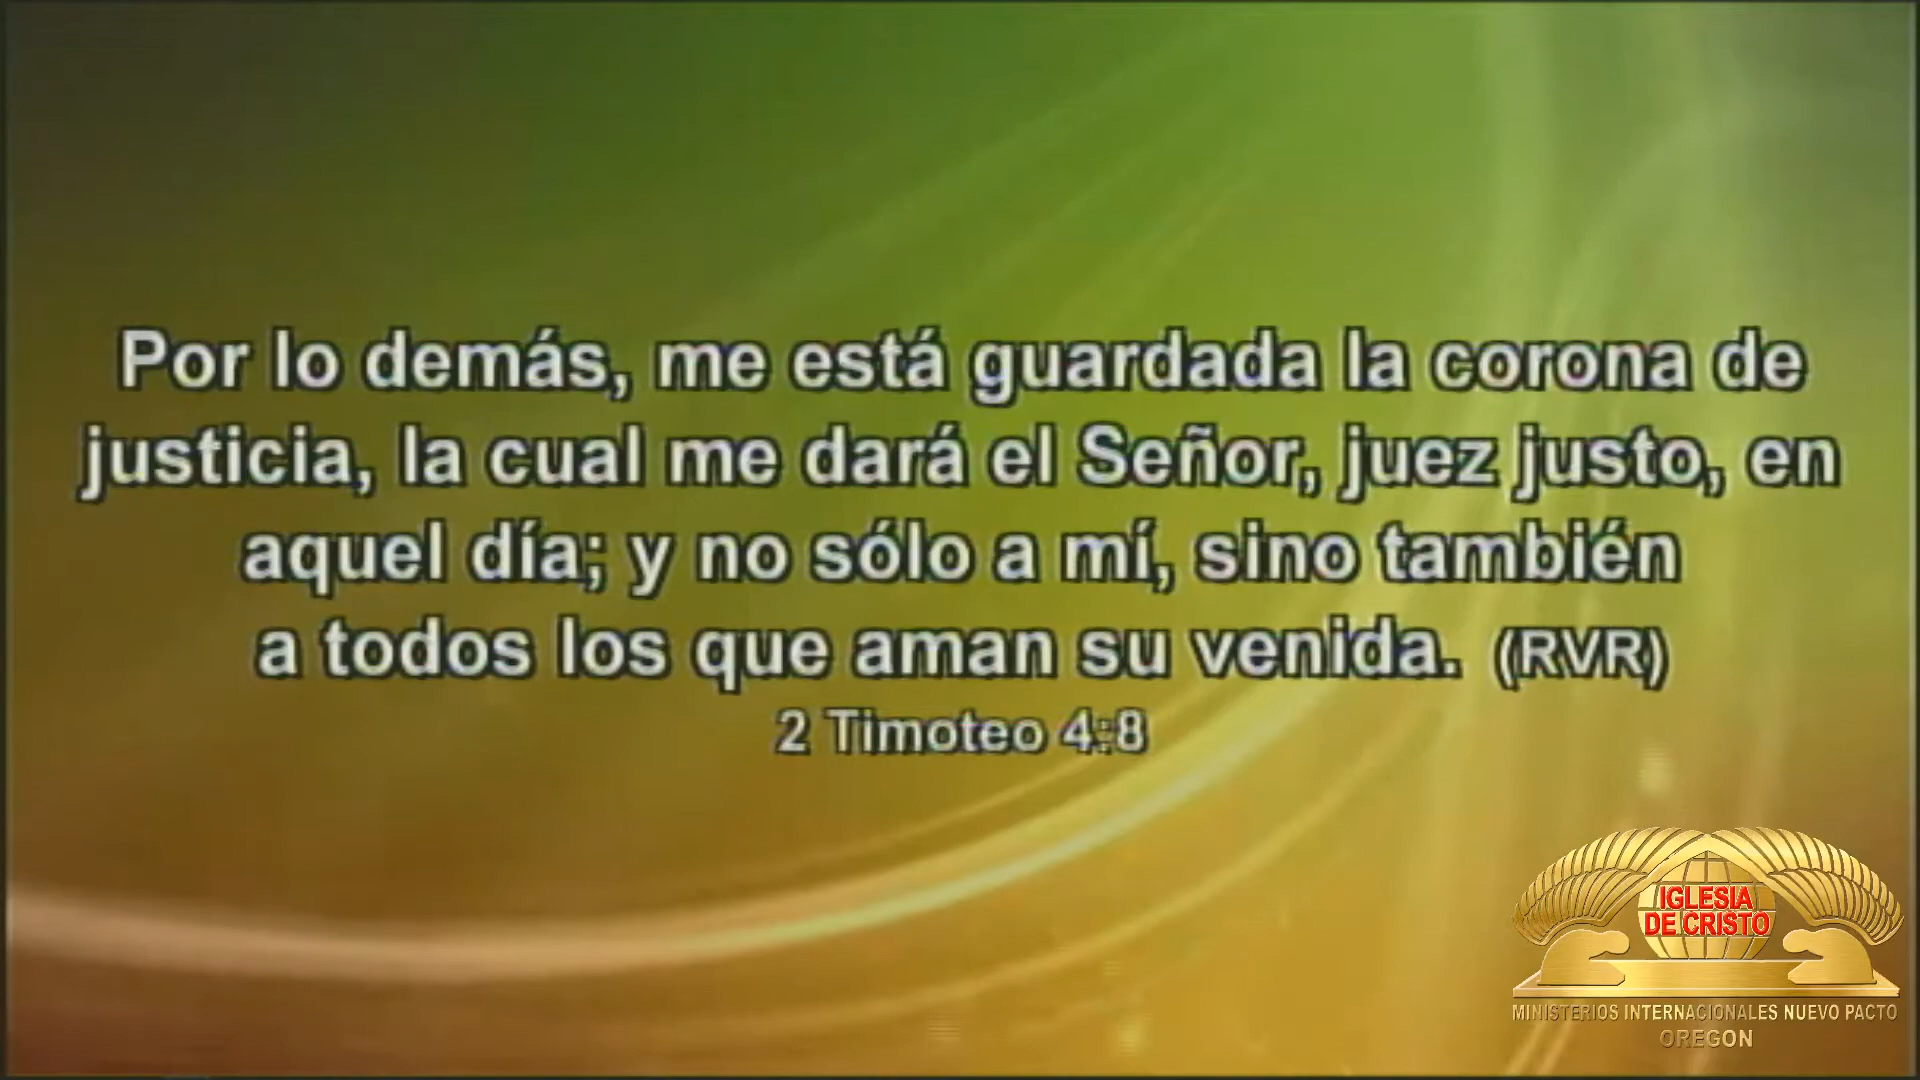 Por lo demás, me está guardada la corona de
justicia, la cual me dará el Señor, juez justo, en
aquel día; y no sólo a mí, sino también
a todos los que aman su venida. (RVR)
2 Timoteo 4:8
IGLESIA
DE CRISTO
MINISTERIOS INTERNACIONALES NUEVO PACTO
OREGON